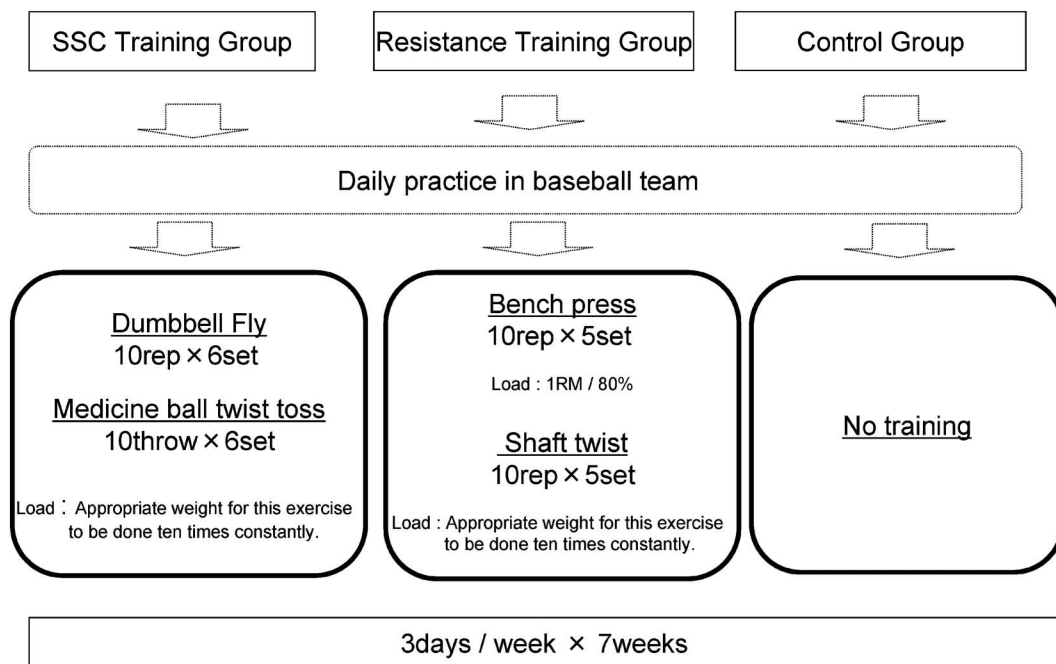 SSC Training Group
Resistance Training Group
Control Group
Daily practice in baseball team
Dumbbell Fly
10rep×6set
Medicine ball twist toss
10throw×6set
Load： Appropriate weight for this exercise
to be done ten times constantly.
Bench press
10rep×5set
Load : 1RM / 80%
Shaft twist
10rep×5set
Load : Appropriate weight for this exercise
to be done ten times constantly.
No training
3days / week × 7weeks